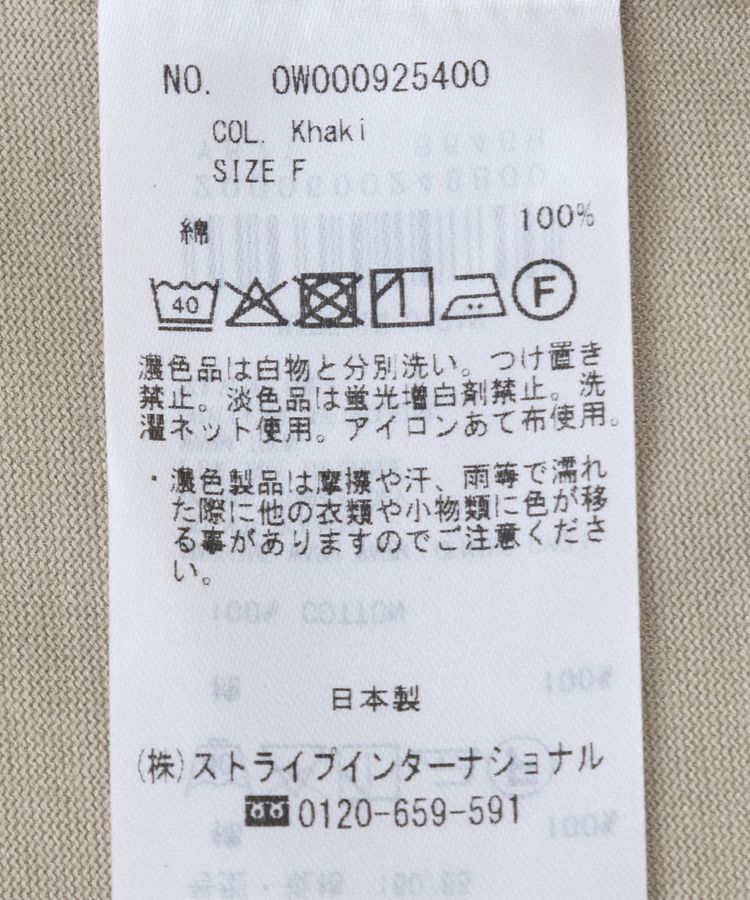 NO. 0W000925400
COL. Khaki
SIZE F
綿 100%
40 F
濃色品は白物と分別洗い。つけ置き
禁止。淡色品は蛍光増白剤禁止。洗
濯ネット使用。アイロンあて布使用。
・濃色製品は摩擦や汗、雨等で濡れ
た際に他の衣類や小物類に色が移
る事がありますのでご注意くださ
い。
日本製
(株)ストライプインターナショナル
0120-659-591